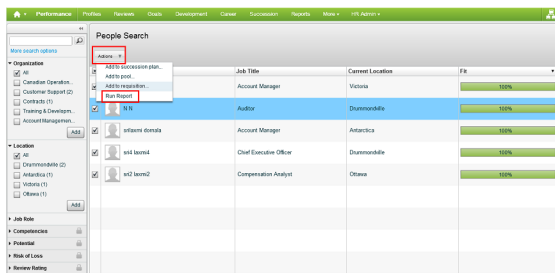 Performance Profiles Reviews Goals Development Career Succession Reports More HR Admin
People Search
More search options
Actions
Add to succession plan...
Add to pool...
Add to requisition...
Run Report
Organization
All
Canadian Operation...
Customer Support (2)
Contracts (1)
Training & Developm...
Account Managemen...
Add
Location
All
Drummondville (2)
Antarctica (1)
Victoria (1)
Ottawa (1)
Add
Job Role
Competencies
Potential
Risk of Loss
Review Rating
Job Title Current Location Fit
Account Manager Victoria 100%
N N Auditor Drummondville 100%
srilaxmi domala Account Manager Antarctica 100%
sri4 laxmi4 Chief Executive Officer Drummondville 100%
sri2 laxmi2 Compensation Analyst Ottawa 100%